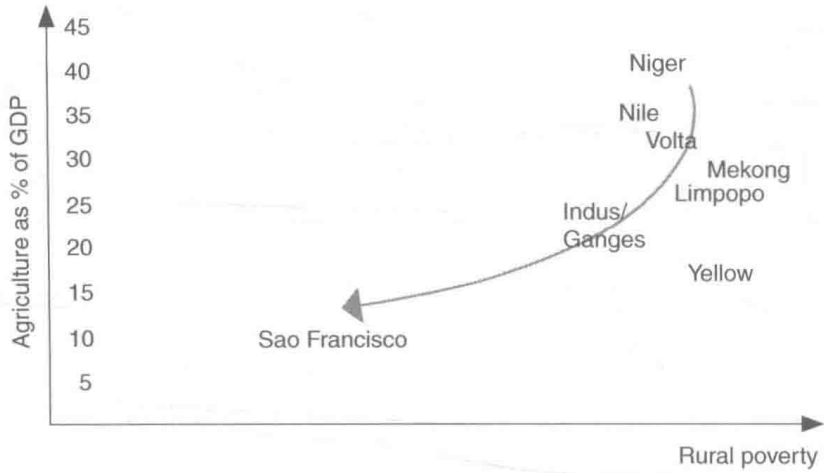 Agriculture as % of GDP
45
40
35
30
25
20
15
10
5
Niger
Nile
Volta
Mekong
Limpopo
Indus/
Ganges
Yellow
Sao Francisco
Rural poverty